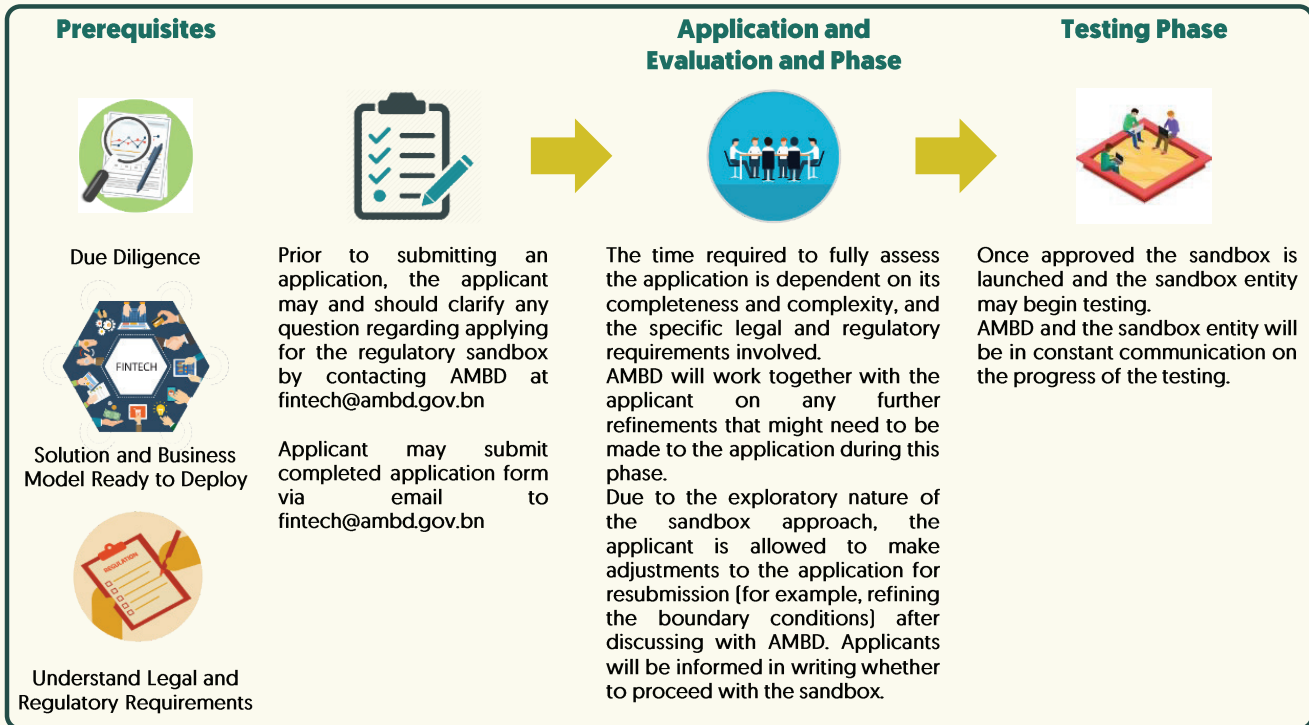 Prerequisites
Due Diligence
FINTECH
Solution and Business
Model Ready to Deploy
REGULATION
Understand Legal and
Regulatory Requirements
Prior to submitting an
application, the applicant
may and should clarify any
question regarding applying
for the regulatory sandbox
by contacting AMBD at
fintech@ambd.gov.bn
Applicant may submit
completed application form
via email to
fintech@ambd.gov.bn
Application and
Evaluation and Phase
The time required to fully assess
the application is dependent on its
completeness and complexity, and
the specific legal and regulatory
requirements involved.
AMBD will work together with the
applicant on any further
refinements that might need to be
made to the application during this
phase.
Due to the exploratory nature of
the sandbox approach, the
applicant is allowed to make
adjustments to the application for
resubmission (for example, refining
the boundary conditions) after
discussing with AMBD. Applicants
will be informed in writing whether
to proceed with the sandbox.
Testing Phase
Once approved the sandbox is
launched and the sandbox entity
may begin testing.
AMBD and the sandbox entity will
be in constant communication on
the progress of the testing.